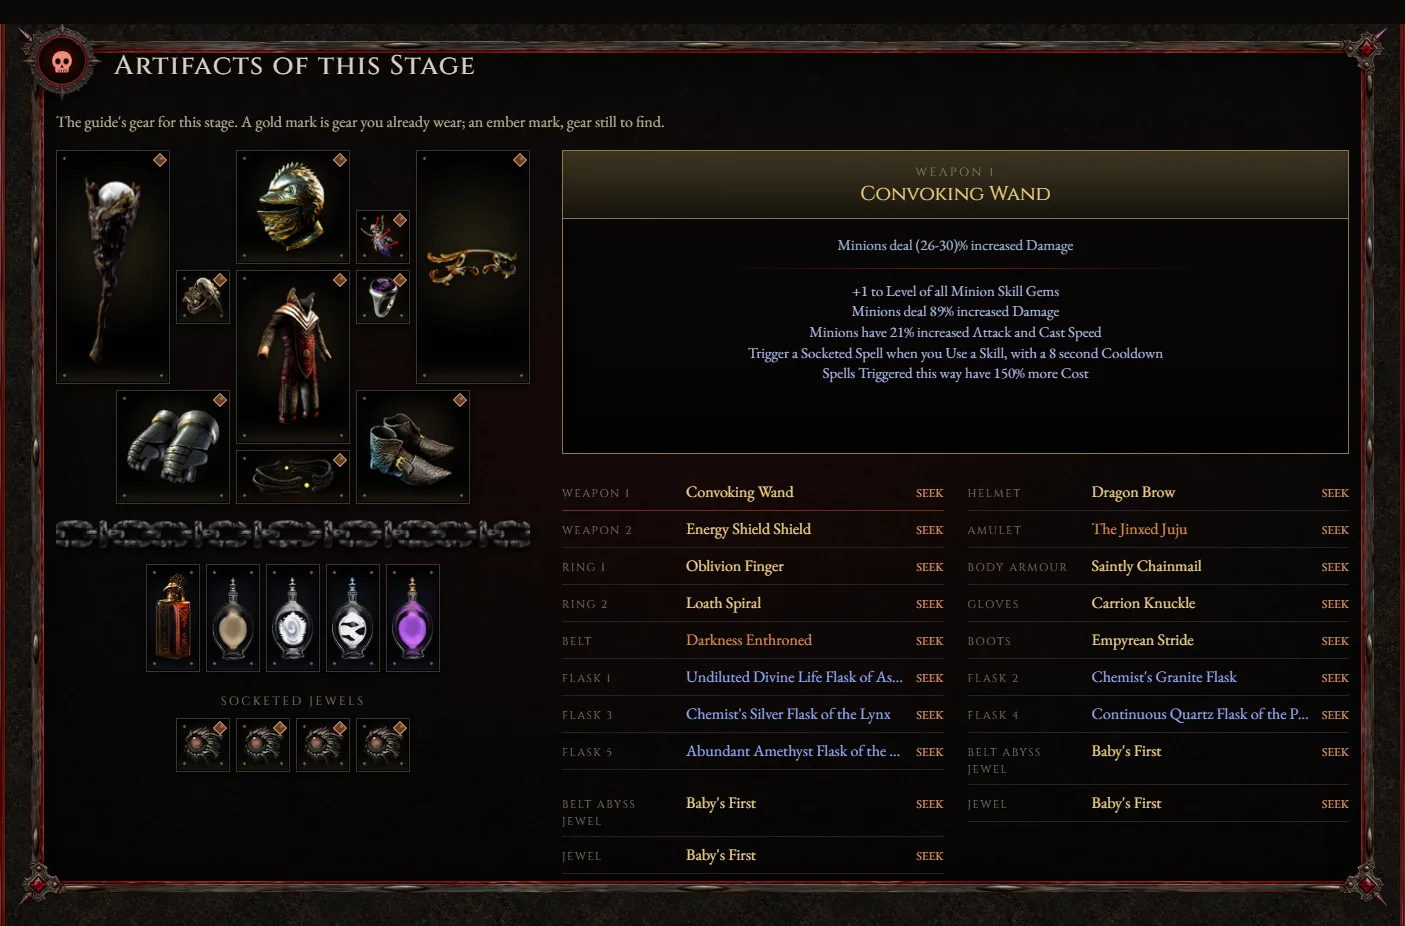 Artifacts of this Stage
The guide's gear for this stage. A gold mark is gear you already wear; an ember mark, gear still to find.
WEAPON 1
Convoking Wand
Minions deal (26-30)% increased Damage
+1 to Level of all Minion Skill Gems
Minions deal 89% increased Damage
Minions have 21% increased Attack and Cast Speed
Trigger a Socketed Spell when you Use a Skill, with a 8 second Cooldown
Spells Triggered this way have 150% more Cost
SOCKETED JEWELS
WEAPON 1 Convoking Wand SEEK
HELMET Dragon Brow SEEK
WEAPON 2 Energy Shield Shield SEEK
AMULET The Jinxed Juju SEEK
RING 1 Oblivion Finger SEEK
BODY ARMOUR Saintly Chainmail SEEK
RING 2 Loath Spiral SEEK
GLOVES Carrion Knuckle SEEK
BELT Darkness Enthroned SEEK
BOOTS Empyrean Stride SEEK
FLASK 1 Undiluted Divine Life Flask of As... SEEK
FLASK 2 Chemist's Granite Flask SEEK
FLASK 3 Chemist's Silver Flask of the Lynx SEEK
FLASK 4 Continuous Quartz Flask of the P... SEEK
FLASK 5 Abundant Amethyst Flask of the ... SEEK
BELT ABYSS JEWEL Baby's First SEEK
BELT ABYSS JEWEL Baby's First SEEK
JEWEL Baby's First SEEK
JEWEL Baby's First SEEK